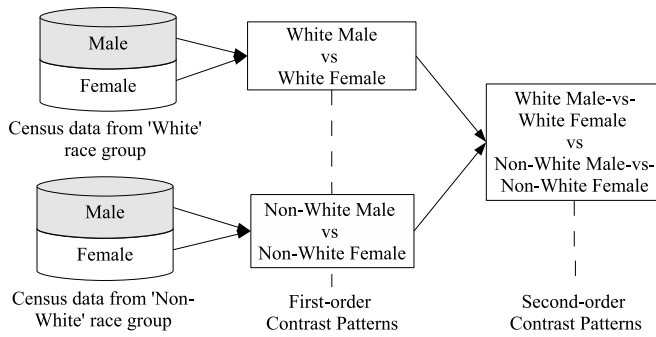 Male
Female
Census data from 'White'
race group
White Male
vs
White Female
Male
Female
Census data from 'Non-
White' race group
Non-White Male
vs
Non-White Female
First-order
Contrast Patterns
White Male-vs-
White Female
vs
Non-White Male-vs-
Non-White Female
Second-order
Contrast Patterns